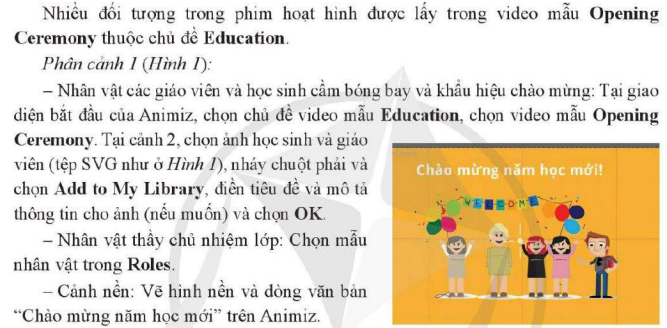 Nhiều đối tượng trong phim hoạt hình được lấy trong video mẫu Opening
Ceremony thuộc chủ đề Education.
Phân cảnh 1 (Hình 1):
– Nhân vật các giáo viên và học sinh cầm bóng bay và khẩu hiệu chào mừng: Tại giao
diện bắt đầu của Animiz, chọn chủ đề video mẫu Education, chọn video mẫu Opening
Ceremony. Tại cảnh 2, chọn ảnh học sinh và giáo
viên (tệp SVG như ở Hình 1), nháy chuột phải và
chọn Add to My Library, điền tiêu đề và mô tả
thông tin cho ảnh (nếu muốn) và chọn OK.
– Nhân vật thầy chủ nhiệm lớp: Chọn mẫu
nhân vật trong Roles.
– Cảnh nền: Vẽ hình nền và dòng văn bản
“Chào mừng năm học mới” trên Animiz.
Chào mừng năm học mới!
WELCOME